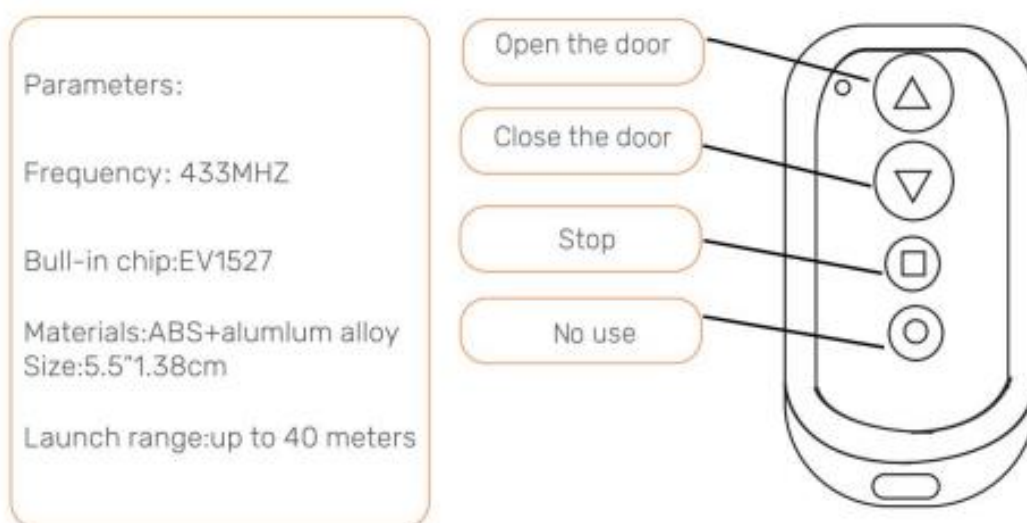 Parameters:
Frequency: 433MHZ
Bull-in chip:EV1527
Materials:ABS+alumlum alloy
Size:5.5"1.38cm
Launch range:up to 40 meters
Open the door
Close the door
Stop
No use